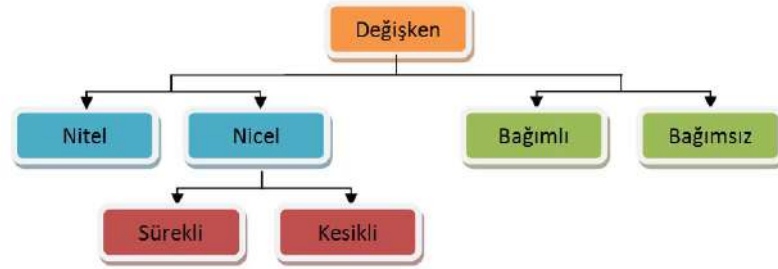 Değişken
Nitel
Nicel
Bağımlı
Bağımsız
Sürekli
Kesikli